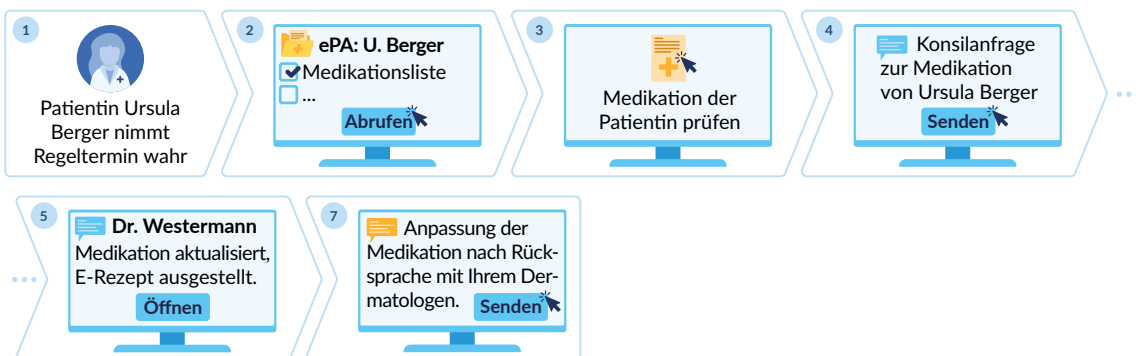 1
Patientin Ursula
Berger nimmt
Regeltermin wahr
2
ePA: U. Berger
Medikationsliste
...
Abrufen
3
Medikation der
Patientin prüfen
4
Konsilanfrage
zur Medikation
von Ursula Berger
Senden
5
Dr. Westermann
Medikation aktualisiert,
E-Rezept ausgestellt.
Öffnen
7
Anpassung der
Medikation nach Rück-
sprache mit Ihrem Der-
matologen.
Senden